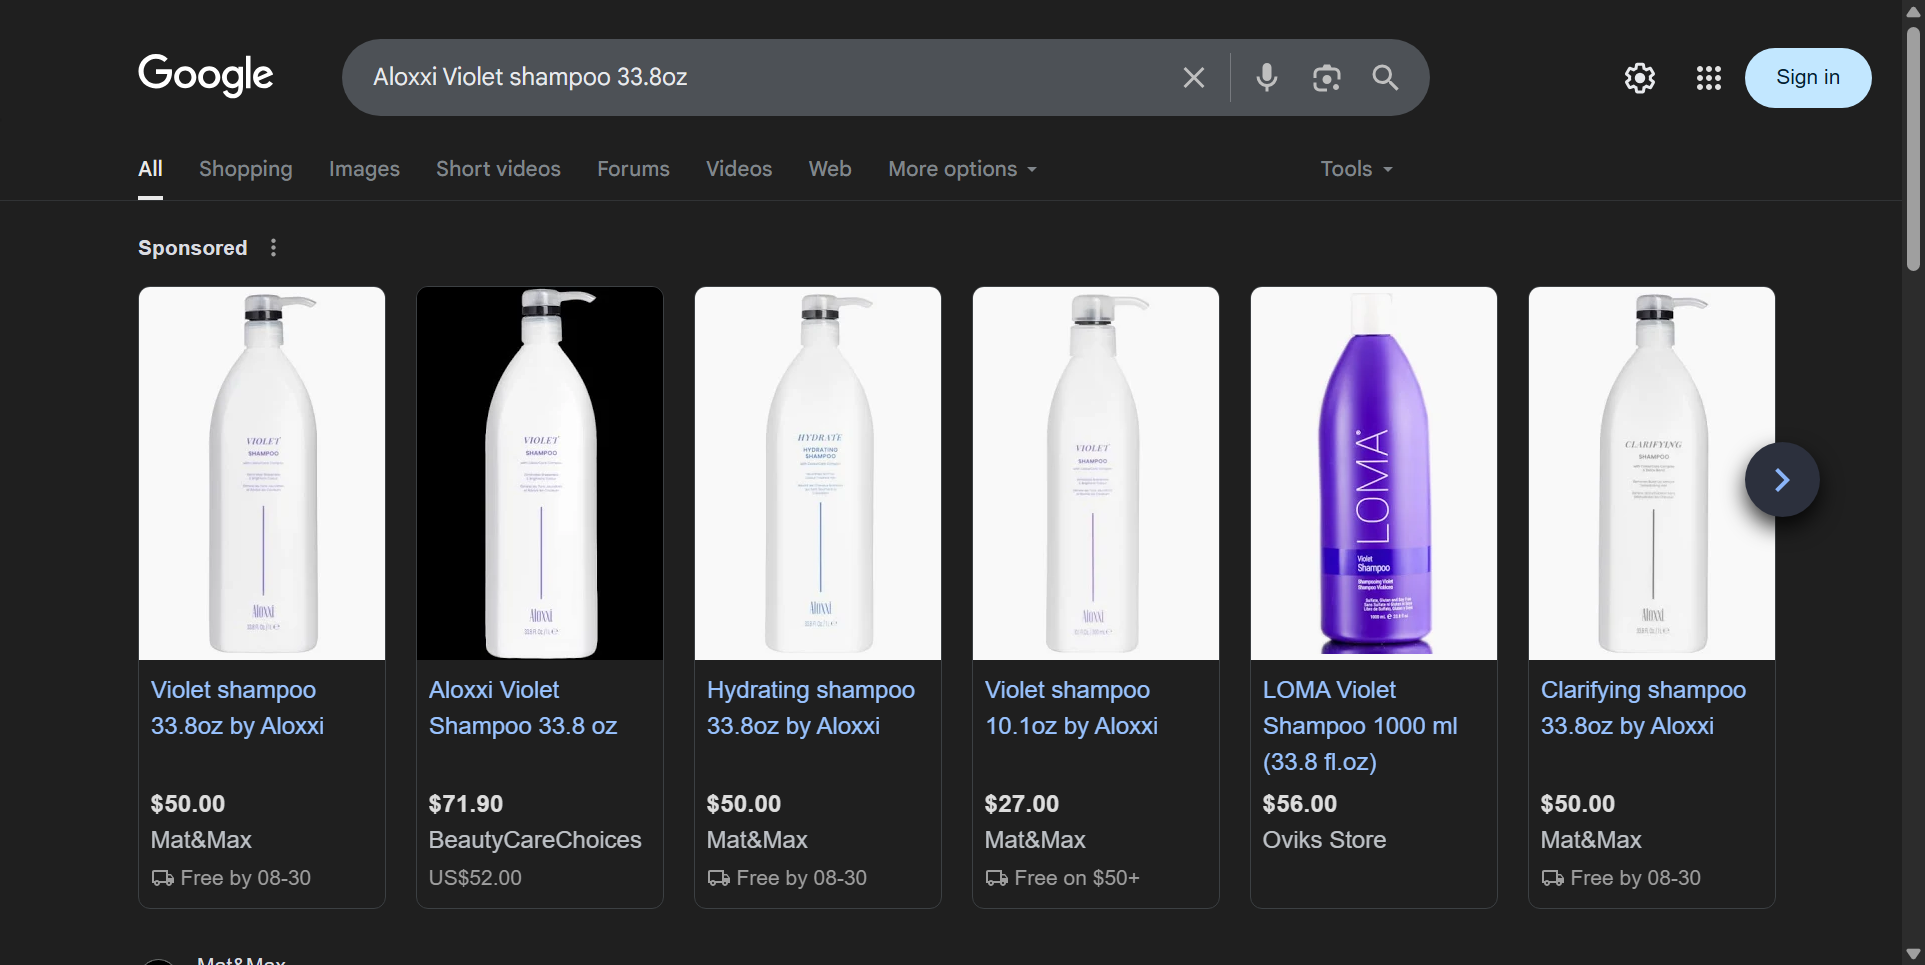 Google
Aloxxi Violet shampoo 33.8oz
Sign in
All
Shopping
Images
Short videos
Forums
Videos
Web
More options
Tools
Sponsored
VIOLET
SHAMPOO
Aloxxi
Violet shampoo
33.8oz by Aloxxi
$50.00
Mat&Max
Free by 08-30
VIOLET
SHAMPOO
Aloxxi
Aloxxi Violet
Shampoo 33.8 oz
$71.90
BeautyCareChoices
US$52.00
HYDRATE
HYDRATING
SHAMPOO
Aloxxi
Hydrating shampoo
33.8oz by Aloxxi
$50.00
Mat&Max
Free by 08-30
VIOLET
SHAMPOO
Aloxxi
Violet shampoo
10.1oz by Aloxxi
$27.00
Mat&Max
Free on $50+
LOMA
Violet
Shampoo
Shampooing Violet
Shampoo Violeta
LOMA Violet
Shampoo 1000 ml
(33.8 fl.oz)
$56.00
Oviks Store
CLARIFYING
SHAMPOO
Aloxxi
Clarifying shampoo
33.8oz by Aloxxi
$50.00
Mat&Max
Free by 08-30
Mat&Max